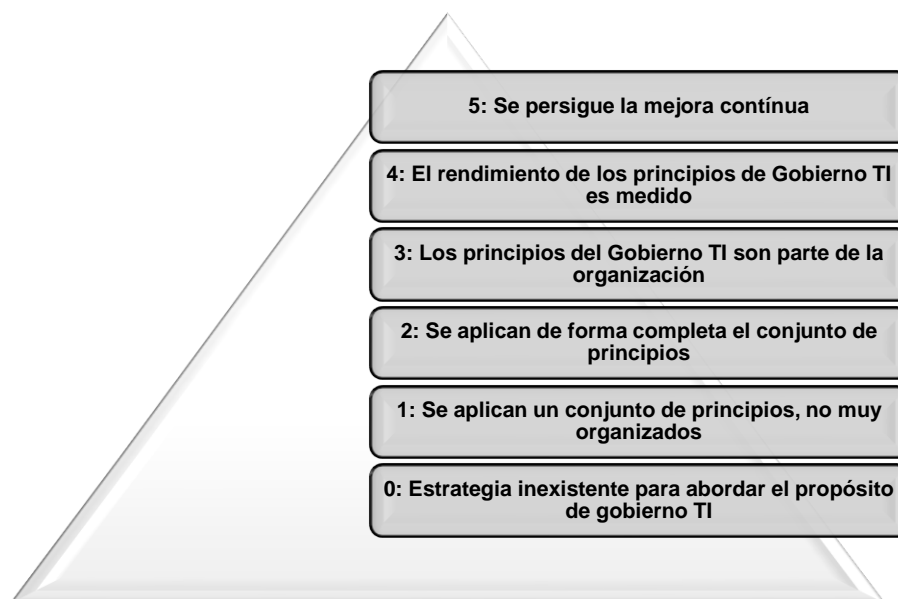 5: Se persigue la mejora contínua
4: El rendimiento de los principios de Gobierno TI
es medido
3: Los principios del Gobierno TI son parte de la
organización
2: Se aplican de forma completa el conjunto de
principios
1: Se aplican un conjunto de principios, no muy
organizados
0: Estrategia inexistente para abordar el propósito
de gobierno TI